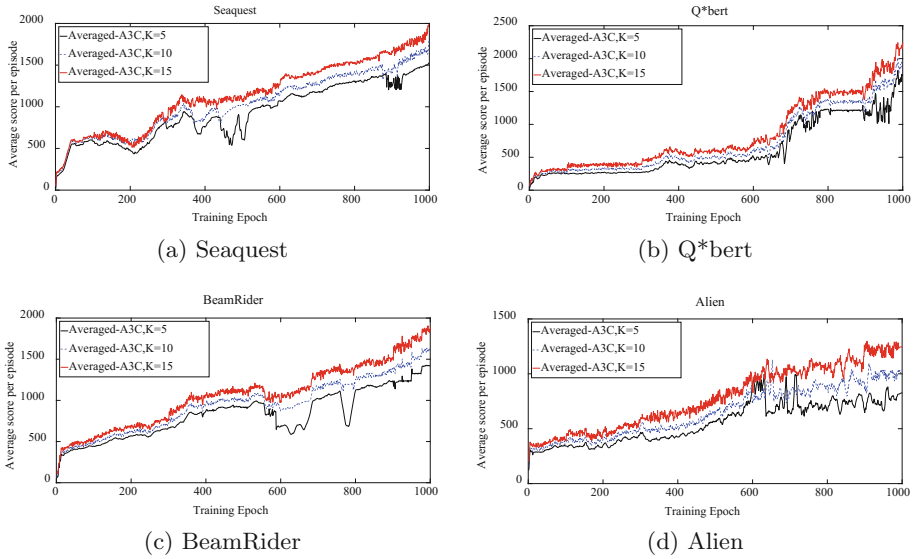 Seaquest
2000
1500
1000
500
0
Average score per episode
Averaged-A3C,K=5
Averaged-A3C,K=10
Averaged-A3C,K=15
0 200 400 600 800 1000
Training Epoch
(a) Seaquest
Q*bert
2500
2000
1500
1000
500
0
Average score per episode
Averaged-A3C,K=5
Averaged-A3C,K=10
Averaged-A3C,K=15
0 200 400 600 800 1000
Training Epoch
(b) Q*bert
BeamRider
2000
1500
1000
500
0
Average score per episode
Averaged-A3C,K=5
Averaged-A3C,K=10
Averaged-A3C,K=15
0 200 400 600 800 1000
Training Epoch
(c) BeamRider
Alien
1500
1000
500
0
Average score per episode
Averaged-A3C,K=5
Averaged-A3C,K=10
Averaged-A3C,K=15
0 200 400 600 800 1000
Training Epoch
(d) Alien